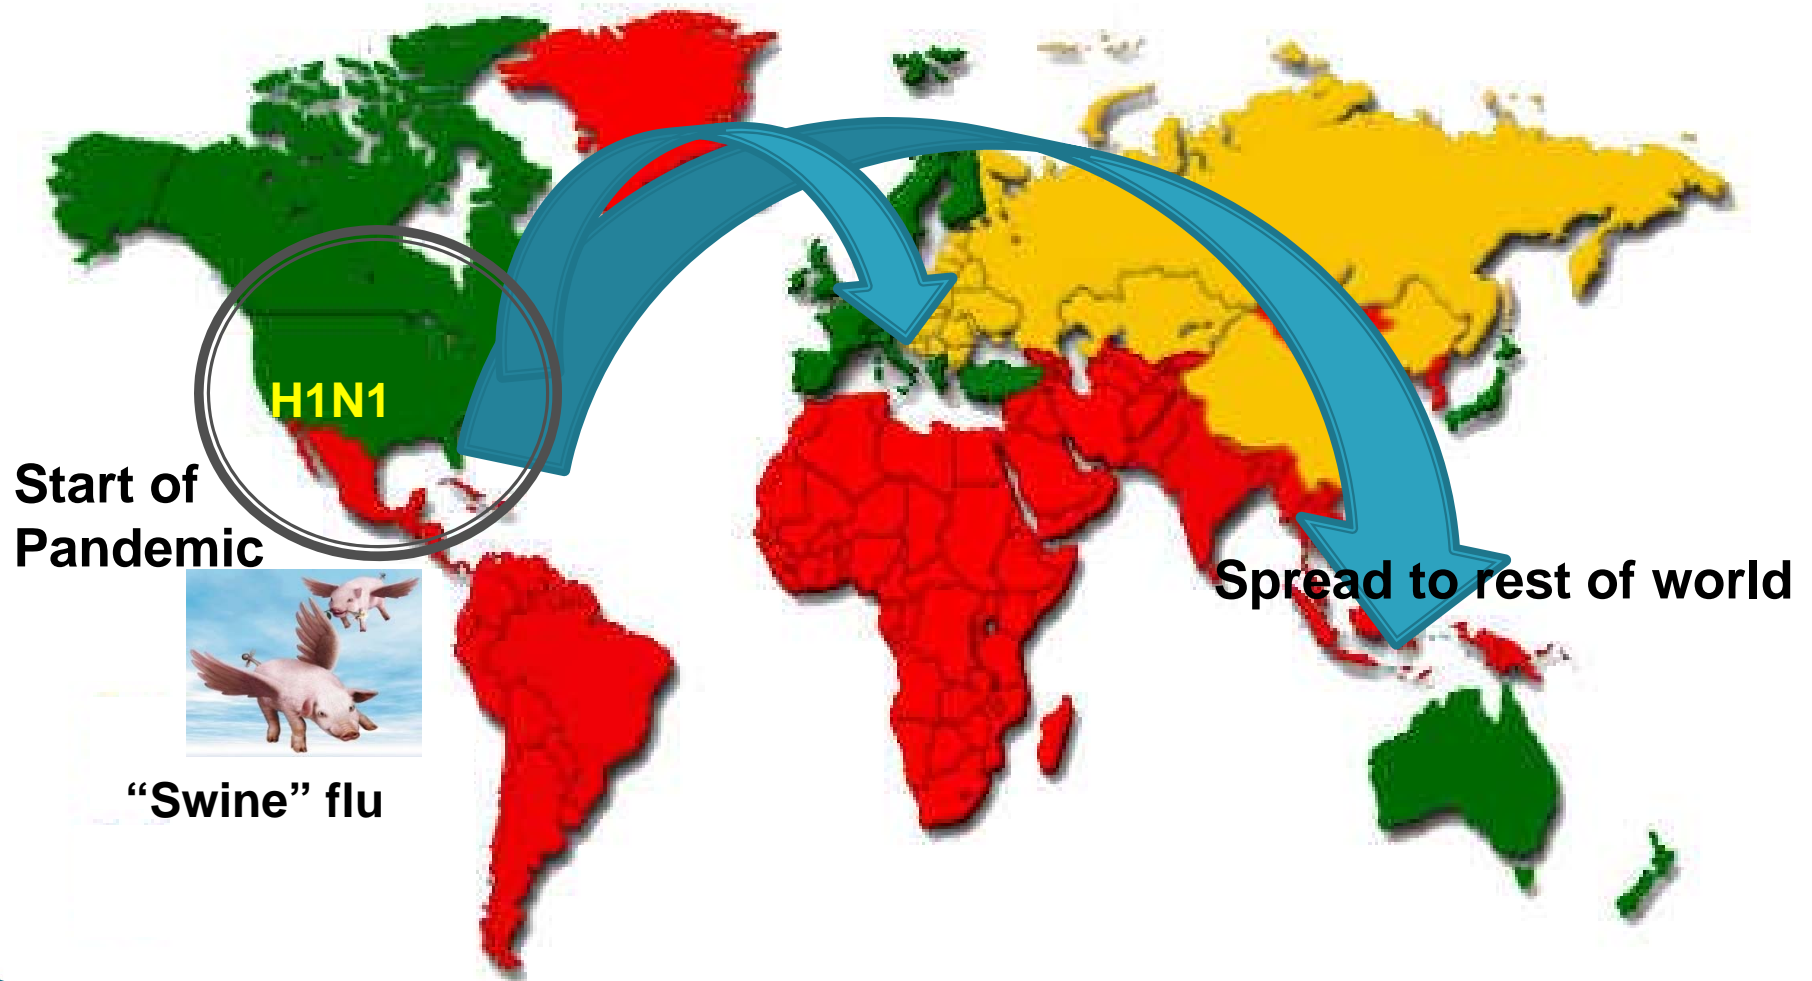 H1N1
Start of
Pandemic
Spread to rest of world
“Swine” flu